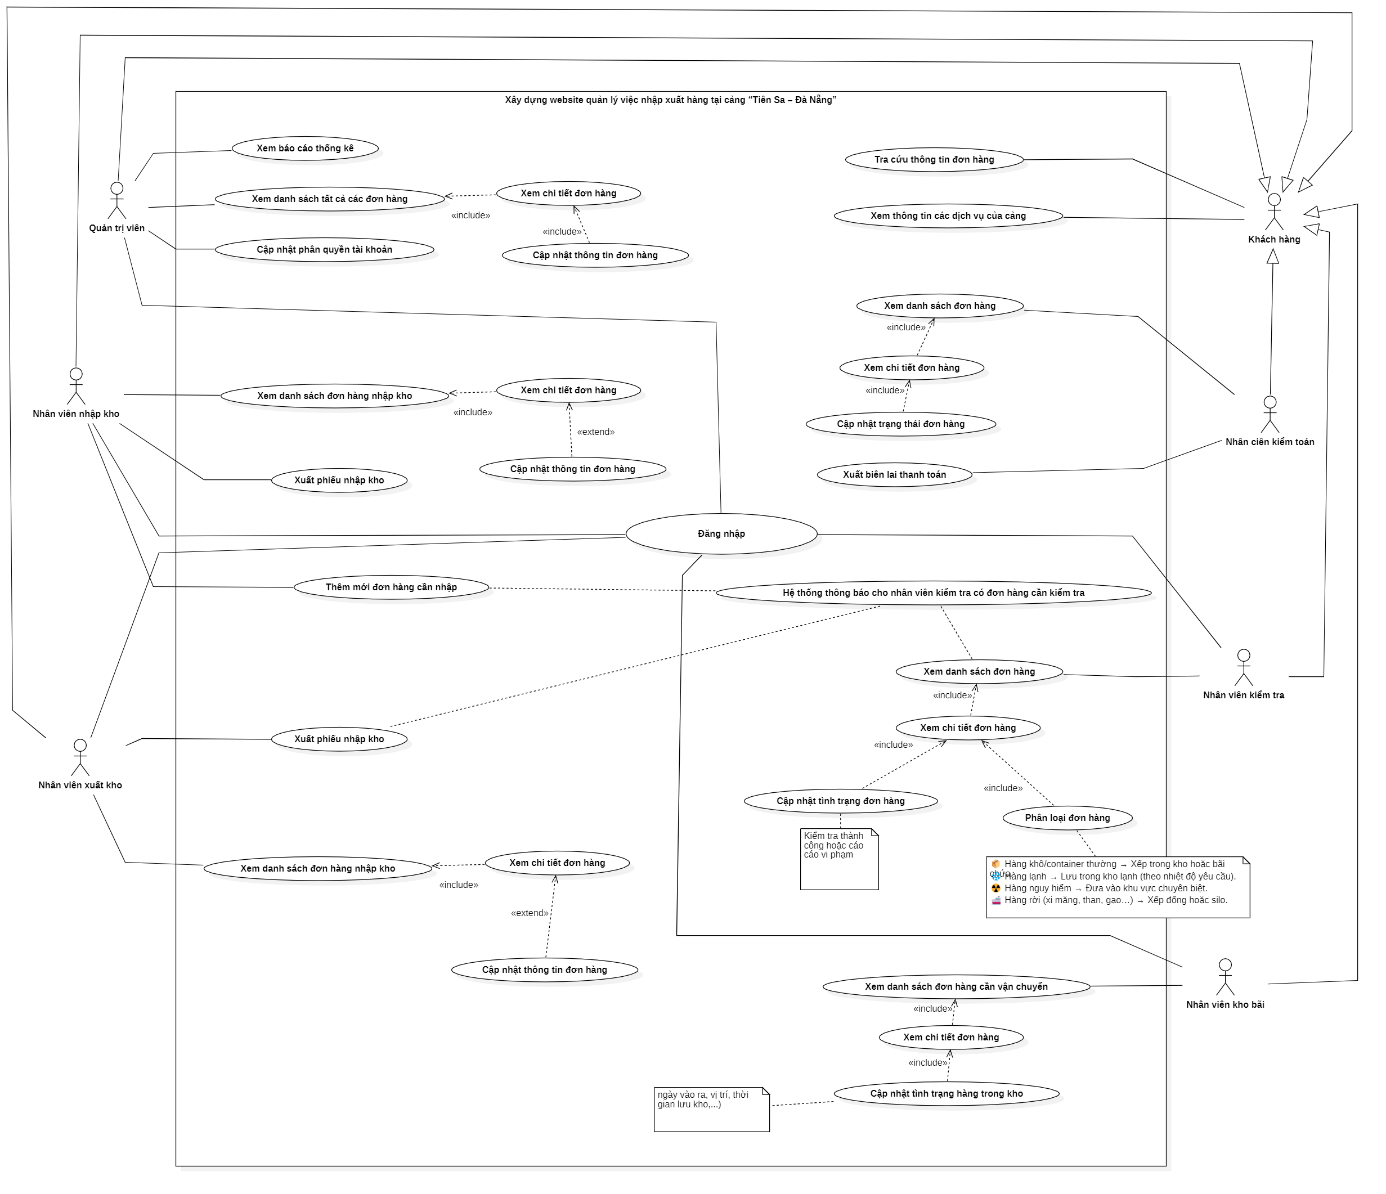 Xây dựng website quản lý việc nhập xuất hàng tại cảng "Tiên Sa – Đà Nẵng"
Xem báo cáo thống kê
Tra cứu thông tin đơn hàng
Xem danh sách tất cả các đơn hàng
Xem chi tiết đơn hàng
«include»
Xem thông tin các dịch vụ của cảng
Quản trị viên
«include»
Khách hàng
Cập nhật phân quyền tài khoản
Cập nhật thông tin đơn hàng
Xem danh sách đơn hàng
«include»
Xem chi tiết đơn hàng
«include»
Cập nhật trạng thái đơn hàng
Nhân ciên kiểm toán
Xuất biên lai thanh toán
Nhân viên nhập kho
Xem danh sách đơn hàng nhập kho
Xem chi tiết đơn hàng
«include»
«extend»
Cập nhật thông tin đơn hàng
Xuất phiếu nhập kho
Đăng nhập
Thêm mới đơn hàng cần nhập
Hệ thống thông báo cho nhân viên kiểm tra có đơn hàng cần kiểm tra
Xem danh sách đơn hàng
«include»
Nhân viên kiểm tra
Xem chi tiết đơn hàng
«include»
«include»
Xuất phiếu nhập kho
Nhân viên xuất kho
Cập nhật tình trạng đơn hàng
Phân loại đơn hàng
Kiểm tra thành
công hoặc cáo
cáo vi phạm
📦 Hàng khô/container thường → Xếp trong kho hoặc bãi
chứa.
❄️ Hàng lạnh → Lưu trong kho lạnh (theo nhiệt độ yêu cầu).
☢️ Hàng nguy hiểm → Đưa vào khu vực chuyên biệt.
🚢 Hàng rời (xi măng, than, gạo…) → Xếp đống hoặc silo.
Xem danh sách đơn hàng nhập kho
Xem chi tiết đơn hàng
«include»
«extend»
Cập nhật thông tin đơn hàng
Xem danh sách đơn hàng cần vận chuyển
Nhân viên kho bãi
«include»
Xem chi tiết đơn hàng
«include»
Cập nhật tình trạng hàng trong kho
ngày vào ra, vị trí, thời
gian lưu kho,...)